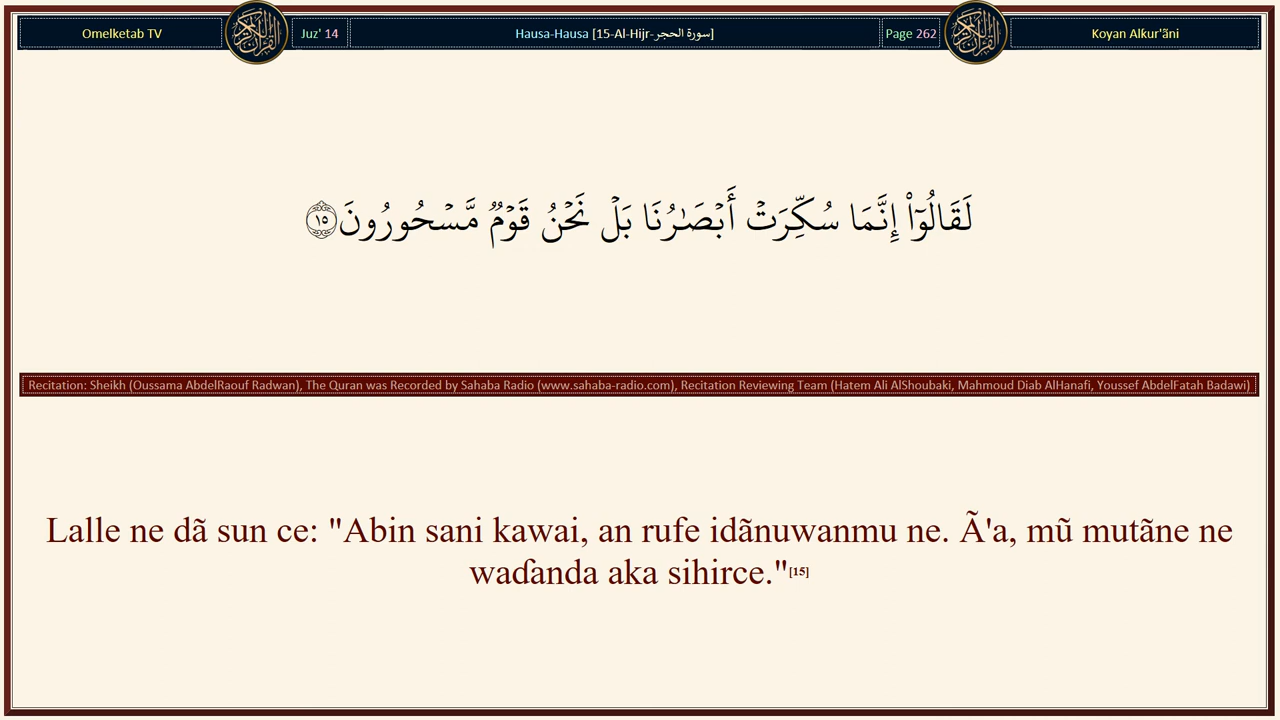 Omelketab TV
Juz' 14
Hausa-Hausa [15-Al-Hijr-سورة الحجر]
Page 262
Koyan Alƙur'ãni
لَقَالُوٓا۟ إِنَّمَا سُكِّرَتْ أَبْصَـٰرُنَا بَلْ نَحْنُ قَوْمٌ مَّسْحُورُونَ ١٥
Recitation: Sheikh (Oussama AbdelRaouf Radwan), The Quran was Recorded by Sahaba Radio (www.sahaba-radio.com), Recitation Reviewing Team (Hatem Ali AlShoubaki, Mahmoud Diab AlHanafi, Youssef AbdelFatah Badawi)
Lalle ne dã sun ce: "Abin sani kawai, an rufe idãnuwanmu ne. Ã'a, mũ mutãne ne
waɗanda aka sihirce."[15]